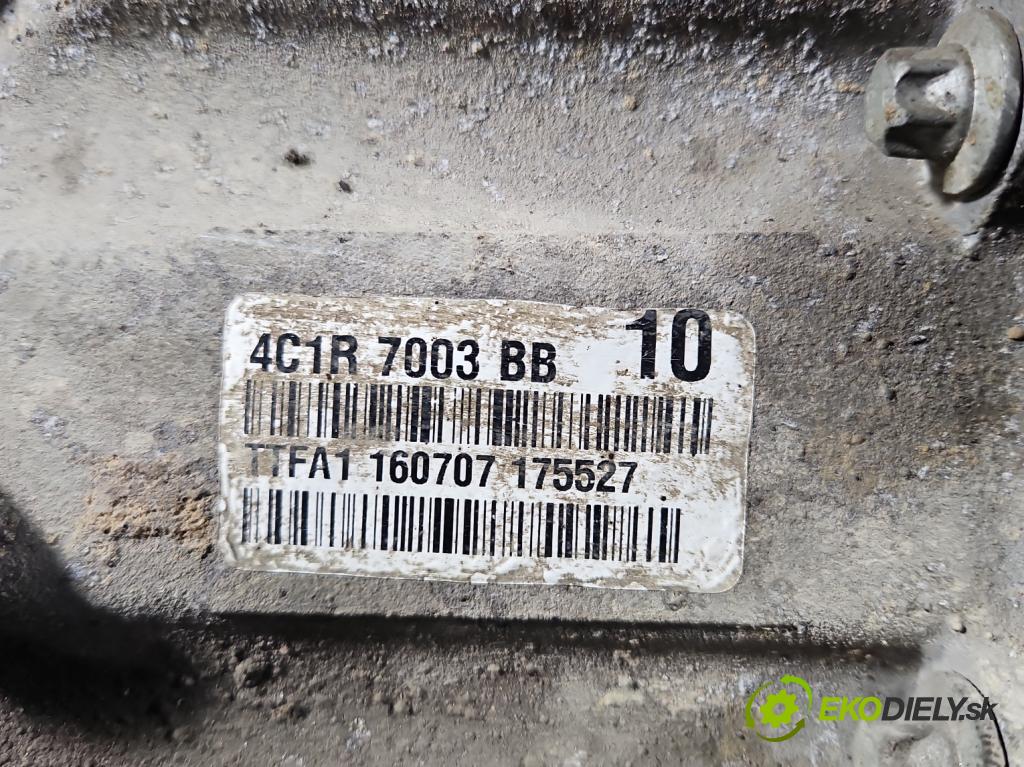 4C1R 7003 BB 10
TTFA1 160707 175527
EKODIELY.sk